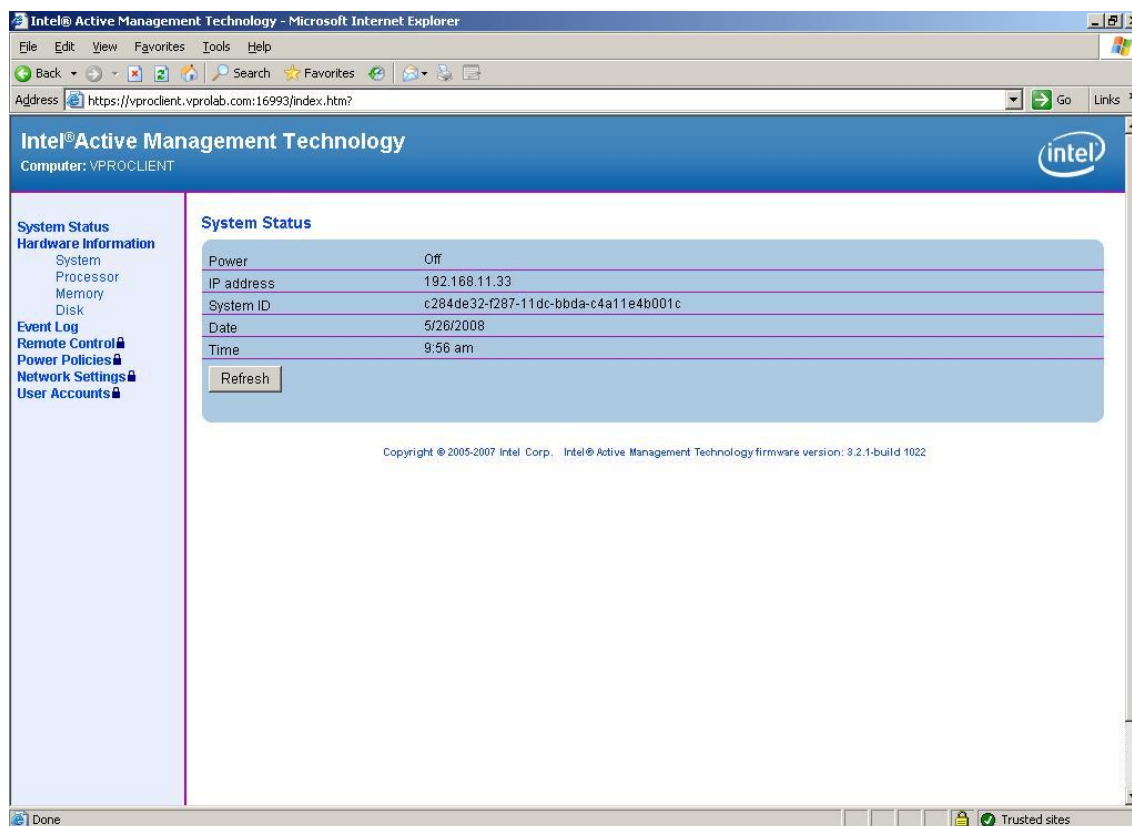 Intel® Active Management Technology - Microsoft Internet Explorer
File Edit View Favorites Tools Help
Back Search Favorites
Address https://vproclient.vprolab.com:16993/index.htm? Go Links
Intel®Active Management Technology
Computer: VPROCLIENT
intel
System Status
Hardware Information
System
Processor
Memory
Disk
Event Log
Remote Control
Power Policies
Network Settings
User Accounts
System Status
Power Off
IP address 192.168.11.33
System ID c284de32-f287-11dc-bbda-c4a11e4b001c
Date 5/26/2008
Time 9:56 am
Refresh
Copyright © 2005-2007 Intel Corp. Intel® Active Management Technology firmware version: 3.2.1-build 1022
Done Trusted sites